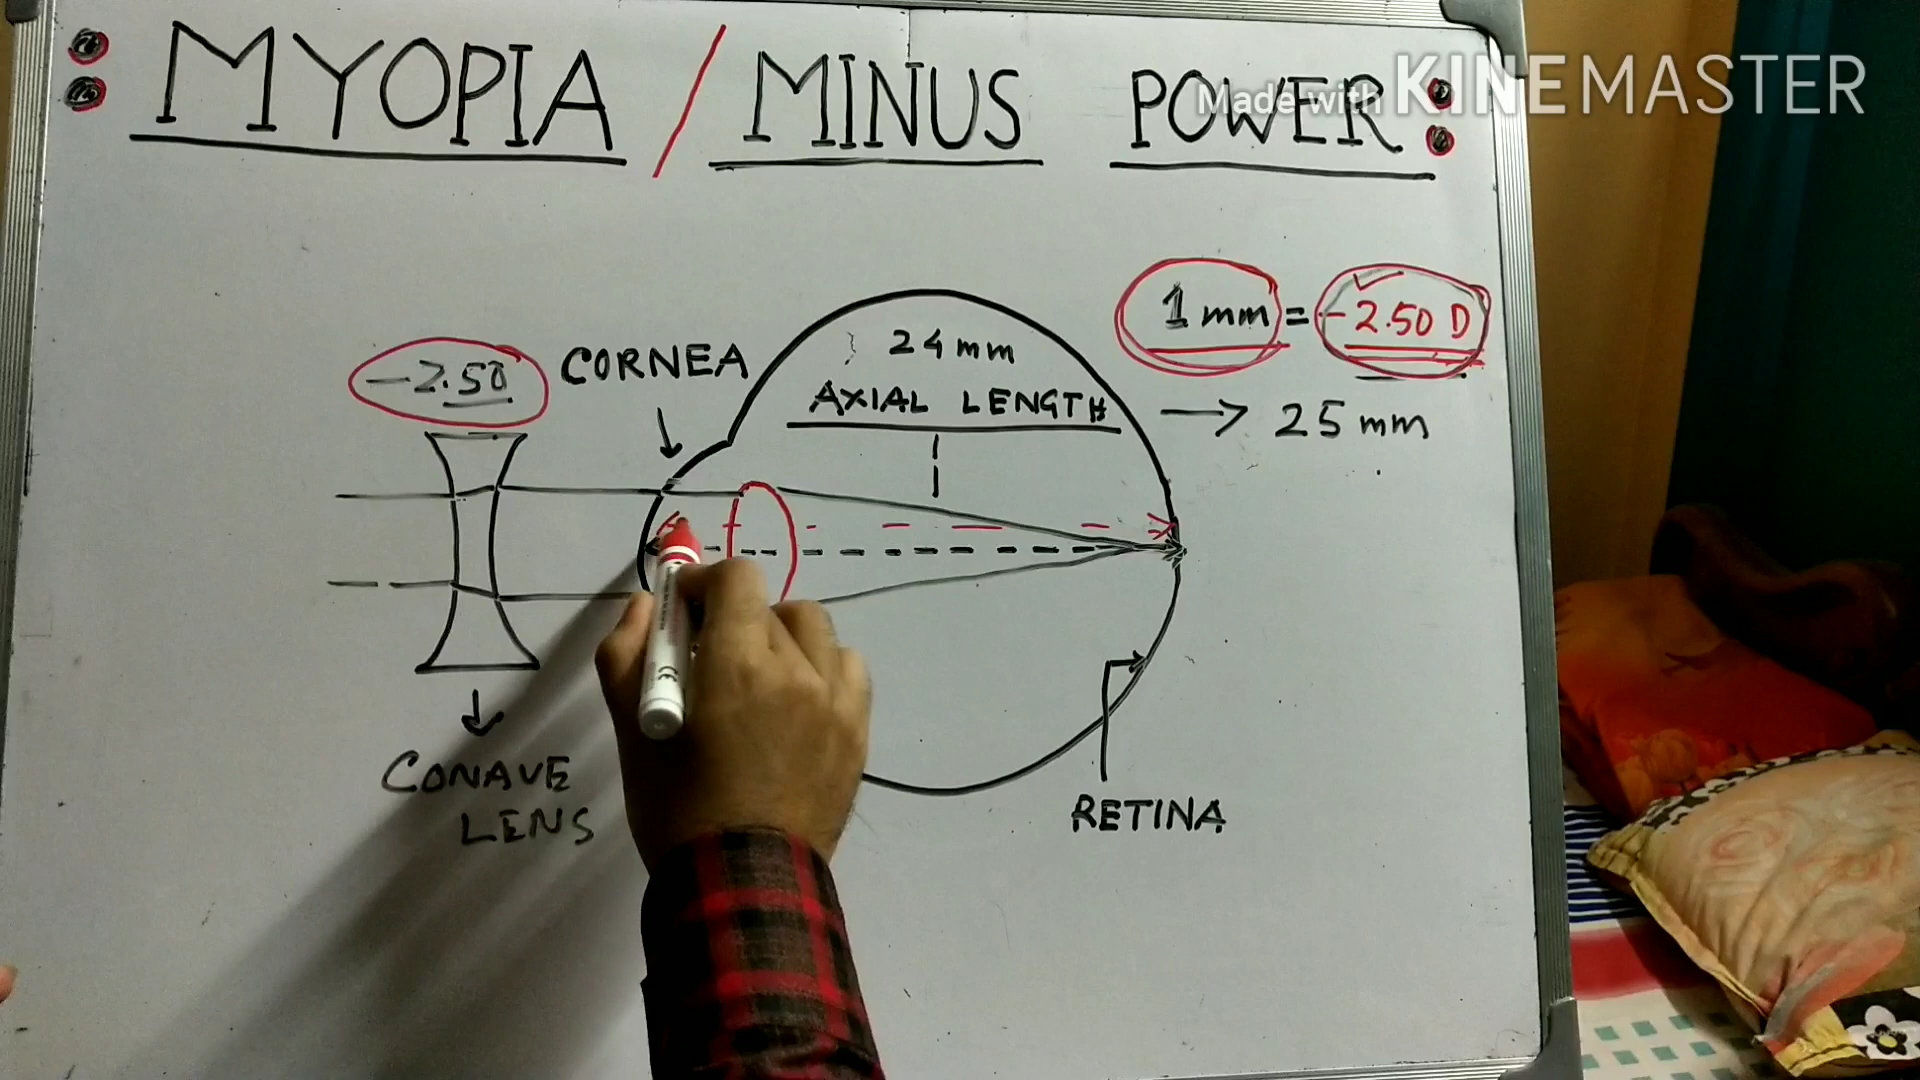 MYOPIA / MINUS POWER
Made with KINEMASTER
1 mm = -2.50 D
24 mm
-2.50
CORNEA
AXIAL LENGTH
→ 25 mm
CONAVE
LENS
RETINA
CE